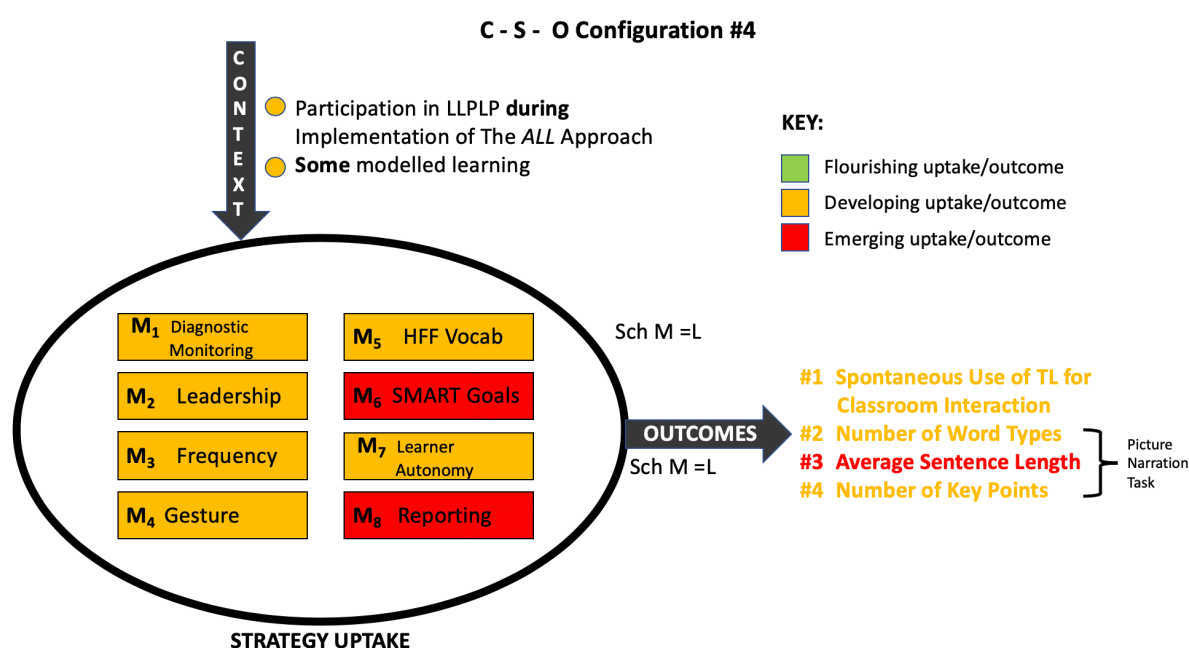 C - S - O Configuration #4
C
O
N
T
E
X
T
Participation in LLPLP during
Implementation of The ALL Approach
Some modelled learning
KEY:
Flourishing uptake/outcome
Developing uptake/outcome
Emerging uptake/outcome
M1 Diagnostic
Monitoring
M2 Leadership
M3 Frequency
M4 Gesture
M5 HFF Vocab
M6 SMART Goals
M7 Learner
Autonomy
M8 Reporting
STRATEGY UPTAKE
Sch M =L
OUTCOMES
Sch M =L
#1 Spontaneous Use of TL for
Classroom Interaction
#2 Number of Word Types
#3 Average Sentence Length
#4 Number of Key Points
Picture
Narration
Task